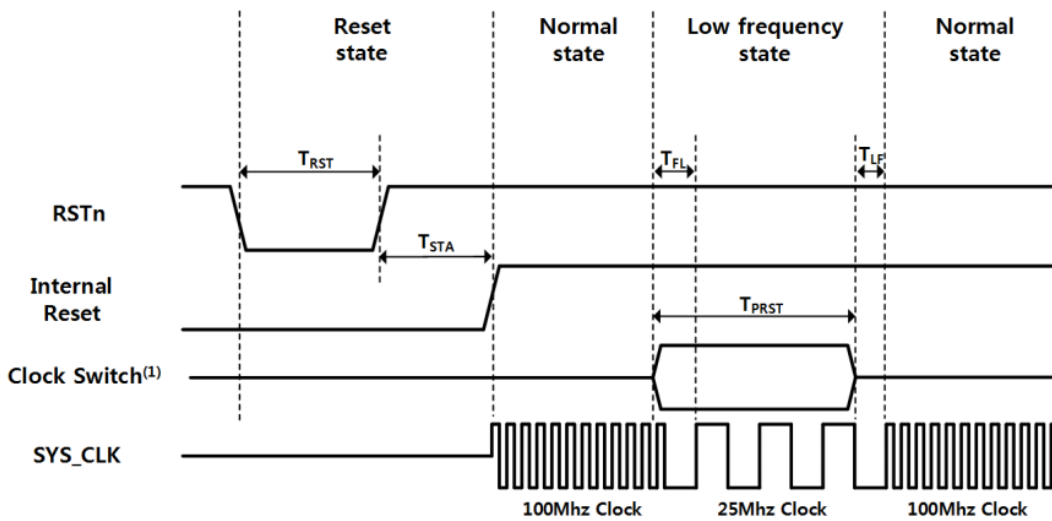 Reset
state
Normal
state
Low frequency
state
Normal
state
TRST
TFL
TLF
RSTn
TSTA
Internal
Reset
TPRST
Clock Switch(1)
SYS_CLK
100Mhz Clock
25Mhz Clock
100Mhz Clock